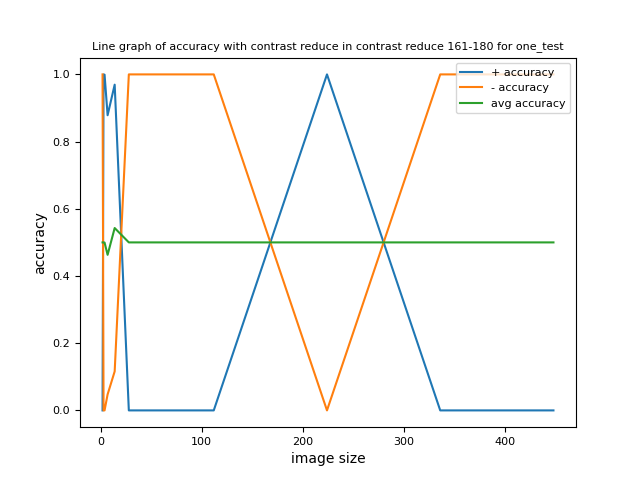 Line graph of accuracy with contrast reduce in contrast reduce 161-180 for one_test
+ accuracy
- accuracy
avg accuracy
1.0
0.8
0.6
0.4
0.2
0.0
accuracy
0 100 200 300 400
image size